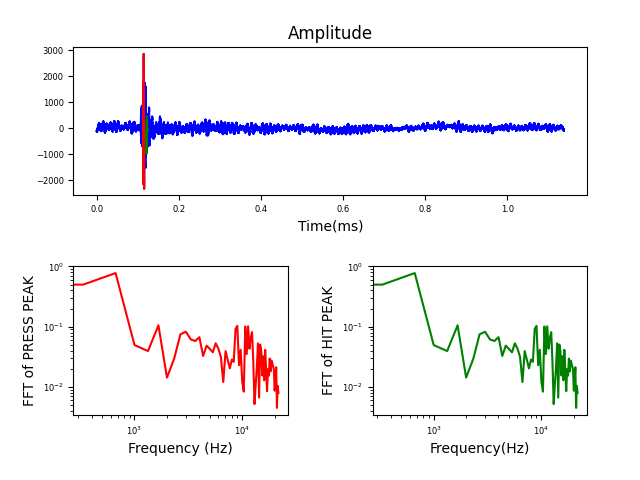 Amplitude
3000
2000
1000
0
−1000
−2000
0.0 0.2 0.4 0.6 0.8 1.0
Time(ms)
FFT of PRESS PEAK
10⁰
10⁻¹
10⁻²
10³ 10⁴
Frequency (Hz)
FFT of HIT PEAK
10⁰
10⁻¹
10⁻²
10³ 10⁴
Frequency(Hz)